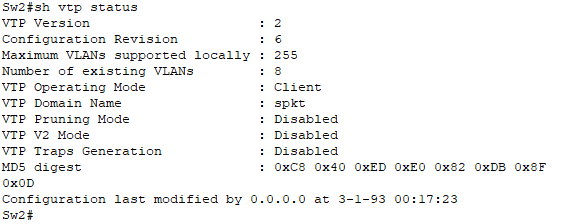 Sw2#sh vtp status
VTP Version                     : 2
Configuration Revision          : 6
Maximum VLANs supported locally : 255
Number of existing VLANs        : 8
VTP Operating Mode              : Client
VTP Domain Name                 : spkt
VTP Pruning Mode                : Disabled
VTP V2 Mode                     : Disabled
VTP Traps Generation            : Disabled
MD5 digest                      : 0xC8 0x40 0xED 0xE0 0x82 0xDB 0x8F
0x0D
Configuration last modified by 0.0.0.0 at 3-1-93 00:17:23
Sw2#